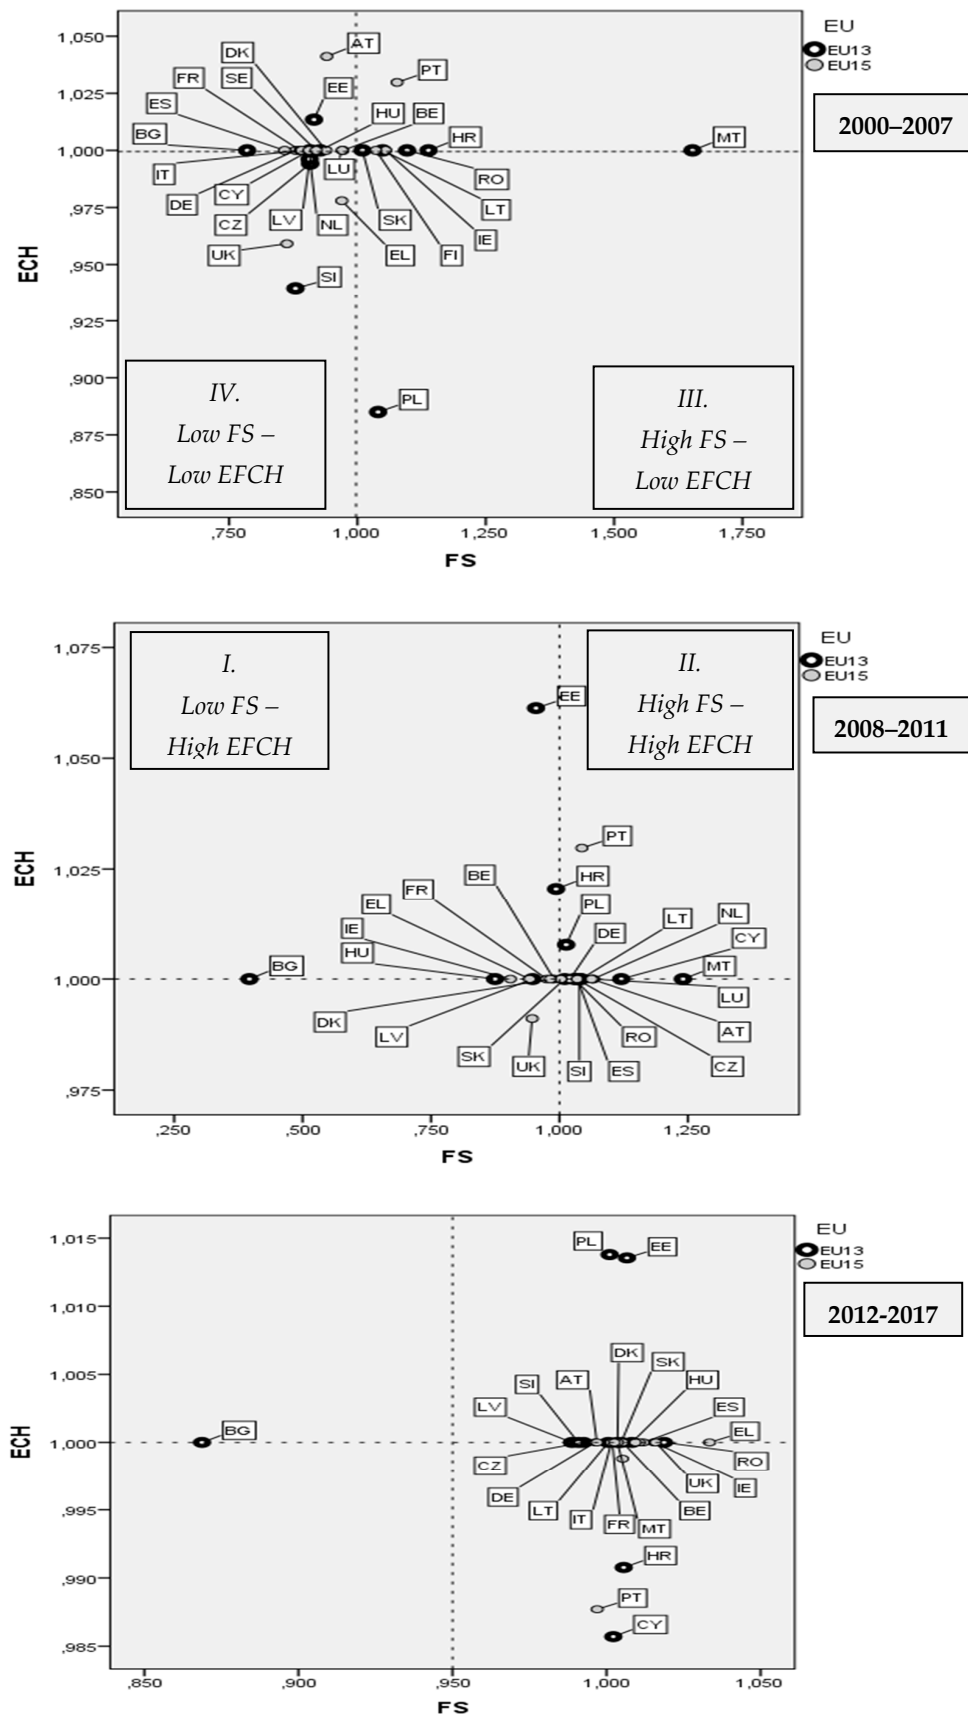 1,050
1,025
1,000
,975
,950
,925
,900
,875
,850
ECH
DK
AT
PT
FR
SE
EE
ES
HU
BE
BG
HR
MT
IT
LU
RO
DE
CY
LT
CZ
LV
NL
SK
IE
UK
EL
FI
SI
PL
IV.
Low FS –
Low EFCH
III.
High FS –
Low EFCH
,750
1,000
1,250
1,500
1,750
FS
EU
EU13
EU15
2000–2007
1,075
1,050
1,025
1,000
,975
ECH
I.
Low FS –
High EFCH
II.
High FS –
High EFCH
EE
PT
BE
HR
FR
EL
PL
LT
NL
IE
DE
CY
HU
BG
MT
LU
DK
LV
RO
AT
SK
UK
SI
ES
CZ
,250
,500
,750
1,000
1,250
FS
EU
EU13
EU15
2008–2011
1,015
1,010
1,005
1,000
,995
,990
,985
ECH
PL
EE
DK
SK
SI
AT
HU
LV
ES
BG
EL
CZ
RO
DE
UK
IE
LT
IT
FR
MT
BE
HR
PT
CY
,850
,900
,950
1,000
1,050
FS
EU
EU13
EU15
2012-2017